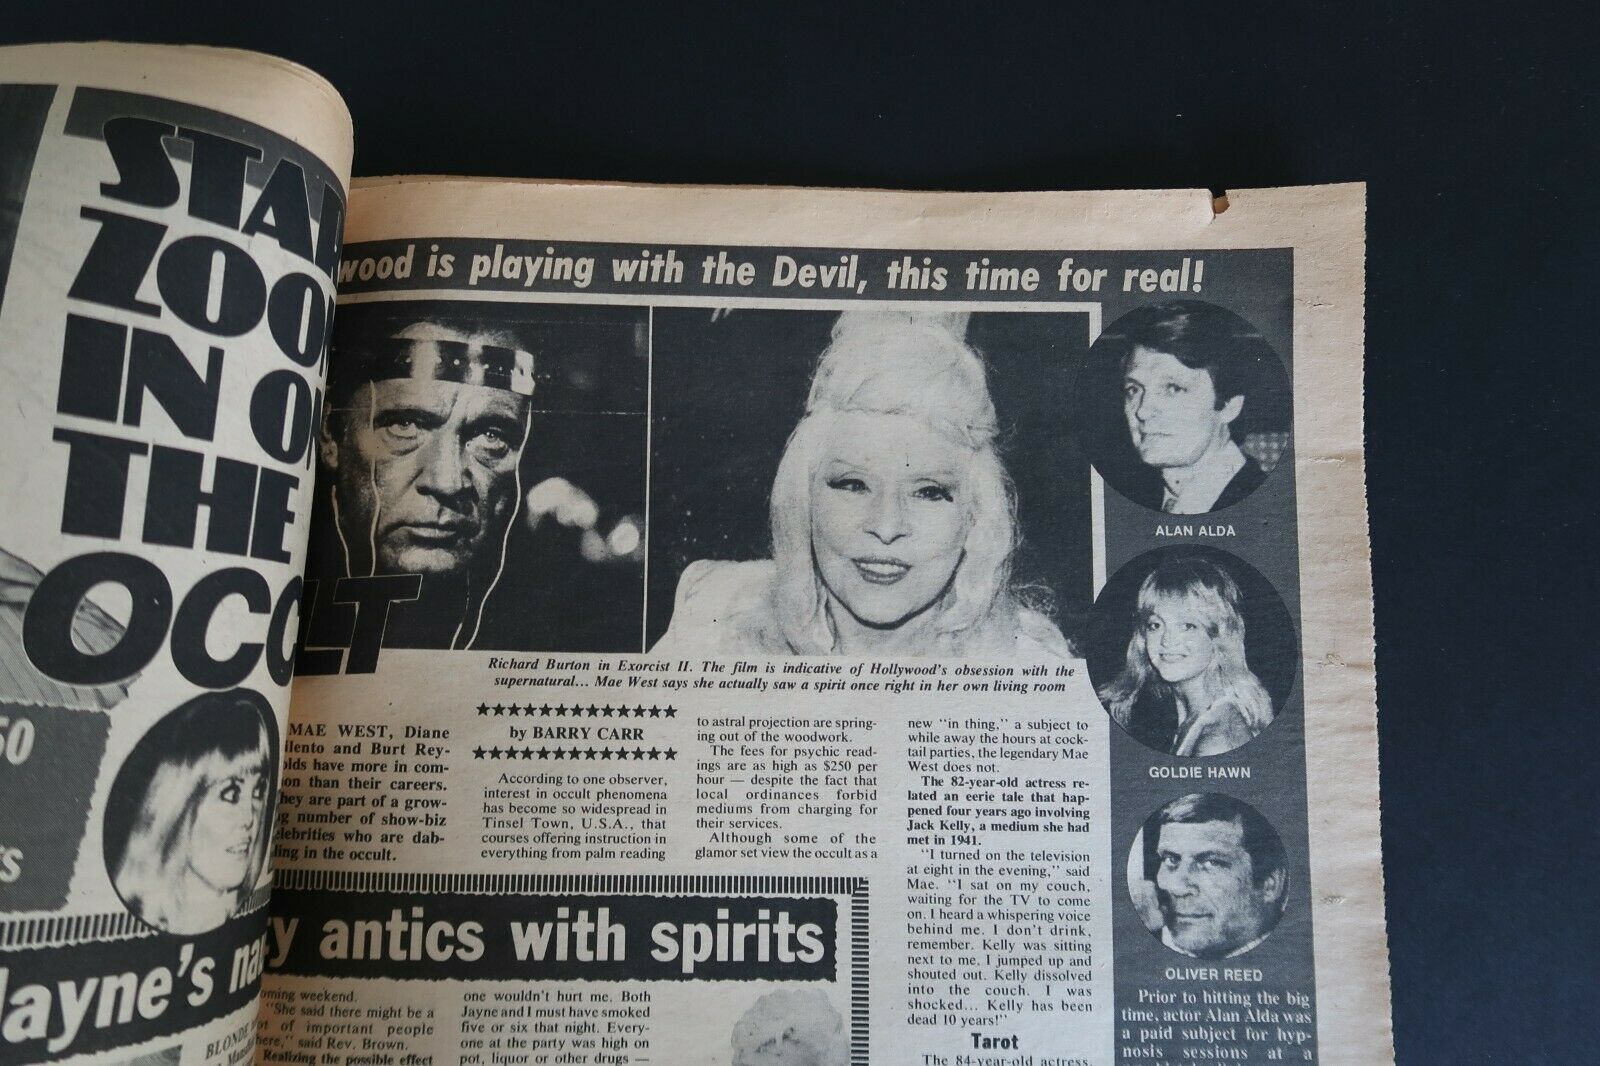 STAR
ZOO
IN O
THE
OCC
LT
wood is playing with the Devil, this time for real!
ALAN ALDA
GOLDIE HAWN
OLIVER REED
Richard Burton in Exorcist II. The film is indicative of Hollywood's obsession with the
supernatural... Mae West says she actually saw a spirit once right in her own living room
MAE WEST, Diane
ilento and Burt Rey-
olds have more in com-
on than their careers.
hey are part of a grow-
g number of show-biz
elebrities who are dab-
ling in the occult.
★★★★★★★★★★★★★
by BARRY CARR
★★★★★★★★★★★★★
According to one observer,
interest in occult phenomena
has become so widespread in
Tinsel Town, U.S.A., that
courses offering instruction in
everything from palm reading
to astral projection are spring-
ing out of the woodwork.
The fees for psychic read-
ings are as high as $250 per
hour — despite the fact that
local ordinances forbid
mediums from charging for
their services.
Although some of the
glamor set view the occult as a
new "in thing," a subject to
while away the hours at cock-
tail parties, the legendary Mae
West does not.
The 82-year-old actress re-
lated an eerie tale that hap-
pened four years ago involving
Jack Kelly, a medium she had
met in 1941.
"I turned on the television
at eight in the evening," said
Mae. "I sat on my couch,
waiting for the TV to come
on. I heard a whispering voice
behind me. I don't drink,
remember. Kelly was sitting
next to me. I jumped up and
shouted out. Kelly dissolved
into the couch. I was
shocked... Kelly has been
dead 10 years!"
Tarot
The 84-year-old actress,
Prior to hitting the big
time, actor Alan Alda was
a paid subject for hyp-
nosis sessions at a
50
S
Jayne's na
y antics with spirits
BLONDE
oming weekend.
"She said there might be a
of important people
here," said Rev. Brown.
Realizing the possible effect
one wouldn't hurt me. Both
Jayne and I must have smoked
five or six that night. Every-
one at the party was high on
pot, liquor or other drugs —